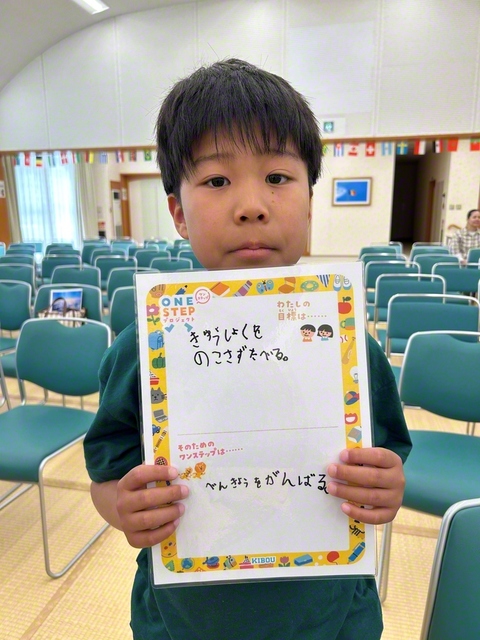 ONE
STEP
プロジェクト
わたしの
目標は……
きゅうしょくを
のこさずたべる。
そのための
ワンステップは……
べんきょうをがんばる
KIBOU